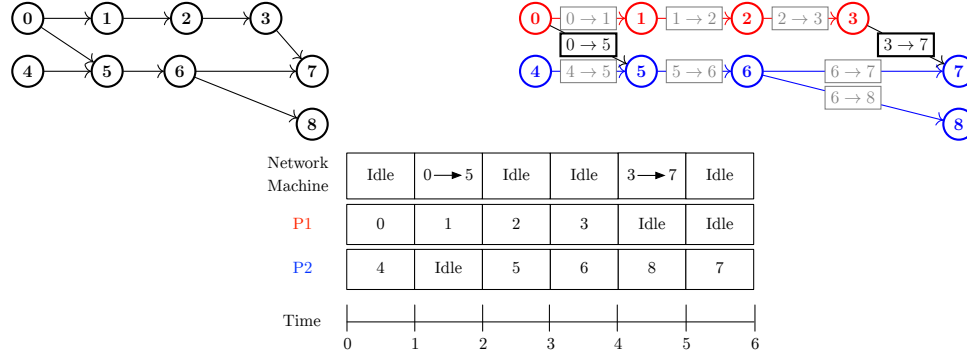 0 1 2 3
4 5 6 7
8
0 0 → 1 1 1 → 2 2 2 → 3 3
0 → 5 3 → 7
4 4 → 5 5 5 → 6 6 6 → 7 7
6 → 8
8
Network Machine Idle 0 → 5 Idle Idle 3 → 7 Idle
P1 0 1 2 3 Idle Idle
P2 4 Idle 5 6 8 7
Time
0 1 2 3 4 5 6